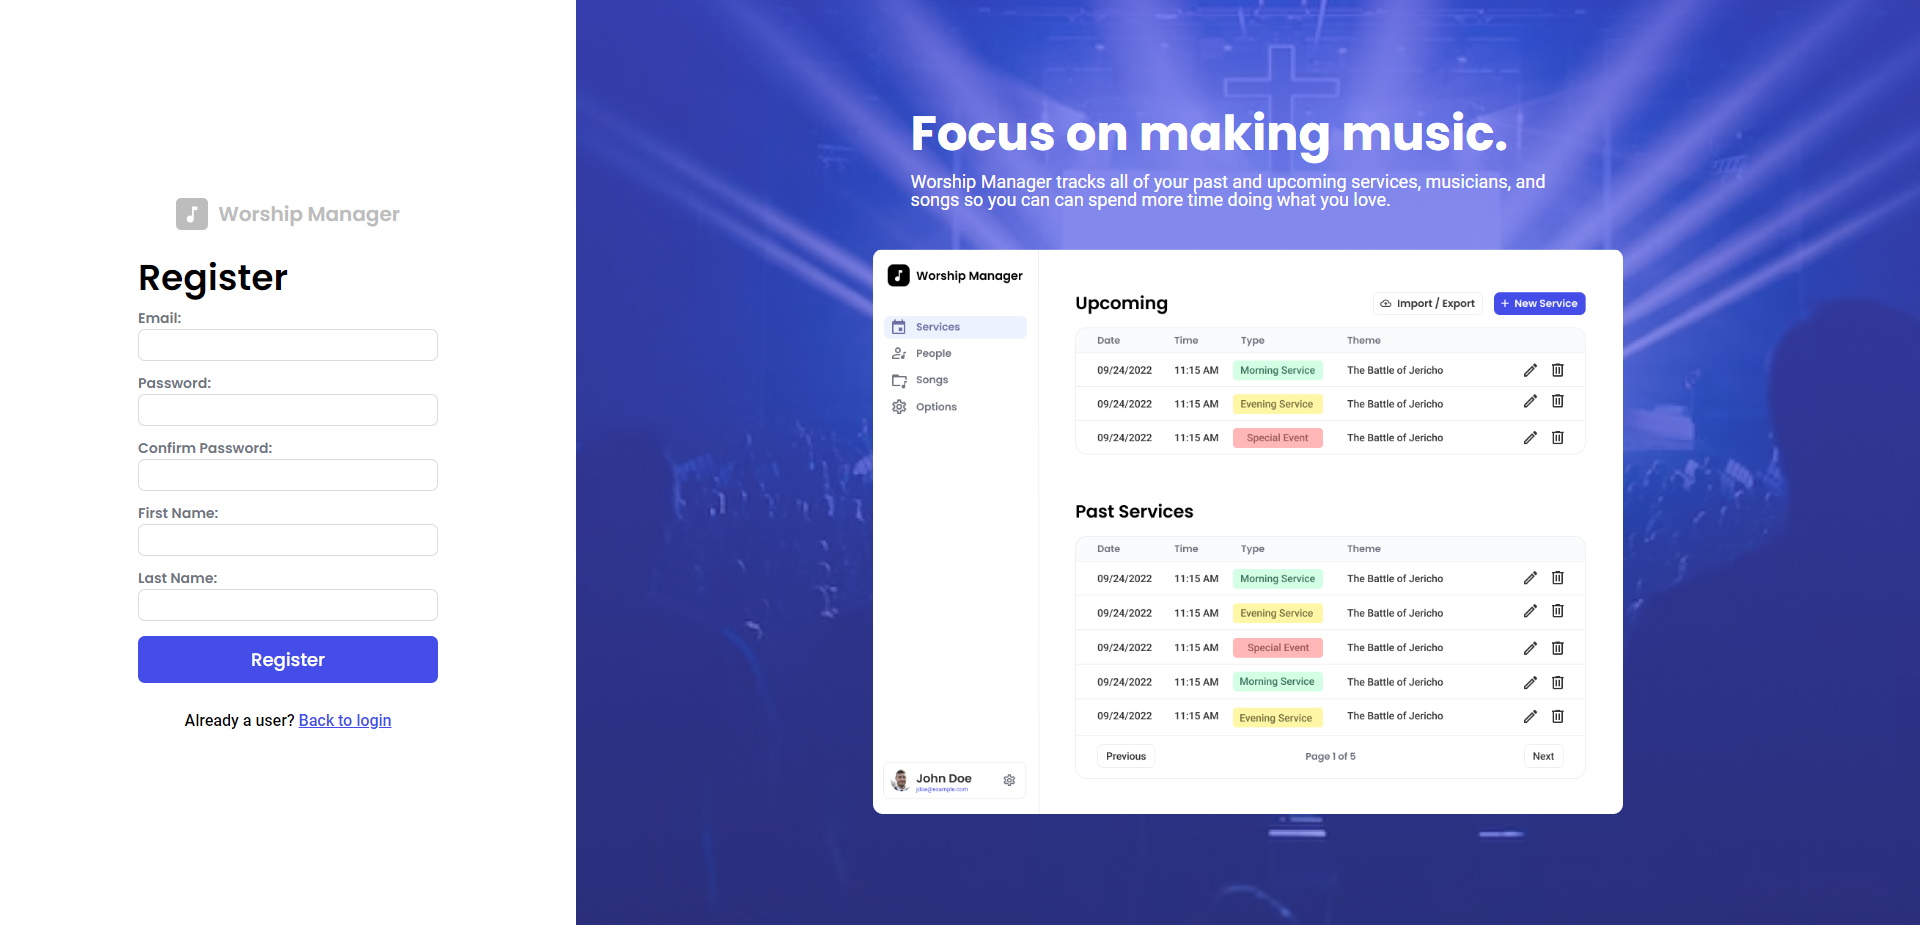 Worship Manager
Register
Email:
Password:
Confirm Password:
First Name:
Last Name:
Register
Already a user? Back to login
Focus on making music.
Worship Manager tracks all of your past and upcoming services, musicians, and
songs so you can can spend more time doing what you love.
Worship Manager
Services
People
Songs
Options
John Doe
jdoe@example.com
Upcoming
Import / Export
+ New Service
Date Time Type Theme
09/24/2022 11:15 AM Morning Service The Battle of Jericho
09/24/2022 11:15 AM Evening Service The Battle of Jericho
09/24/2022 11:15 AM Special Event The Battle of Jericho
Past Services
Date Time Type Theme
09/24/2022 11:15 AM Morning Service The Battle of Jericho
09/24/2022 11:15 AM Evening Service The Battle of Jericho
09/24/2022 11:15 AM Special Event The Battle of Jericho
09/24/2022 11:15 AM Morning Service The Battle of Jericho
09/24/2022 11:15 AM Evening Service The Battle of Jericho
Previous Page 1 of 5 Next